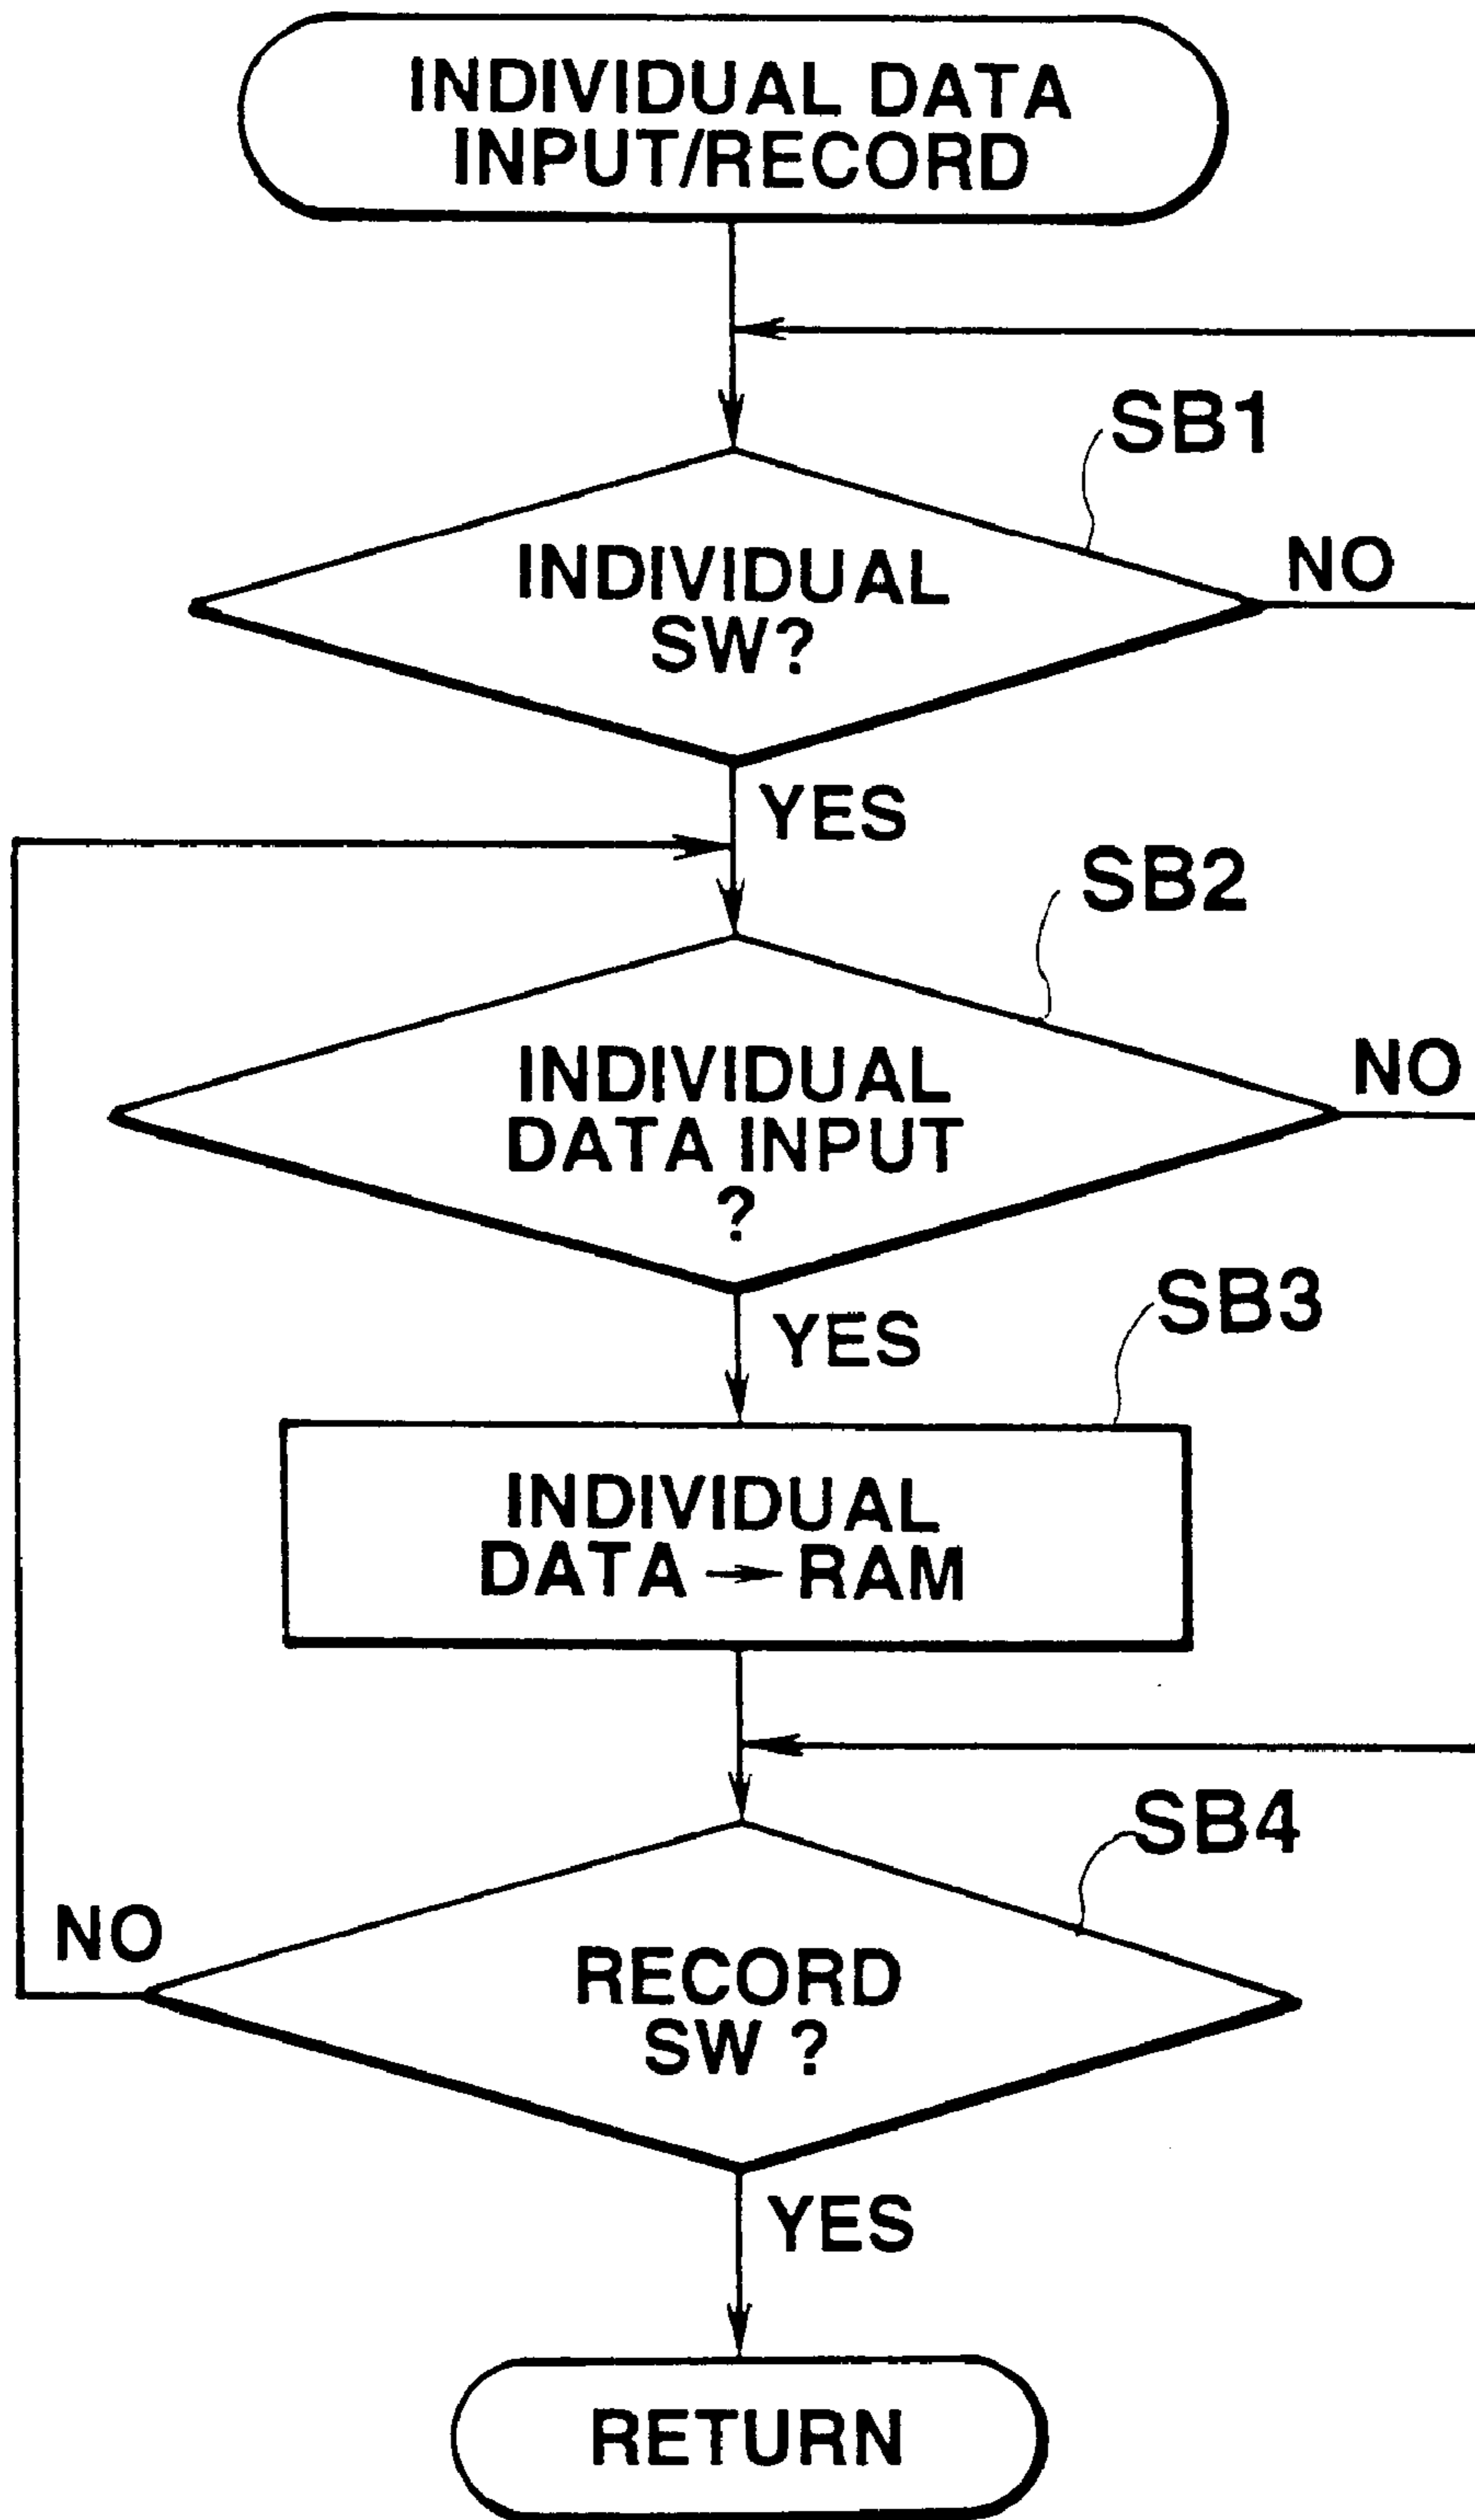 INDIVIDUAL DATA
INPUT/RECORD
SB1
INDIVIDUAL
SW?
NO
YES
SB2
INDIVIDUAL
DATA INPUT
?
NO
YES
SB3
INDIVIDUAL
DATA → RAM
SB4
NO
RECORD
SW ?
YES
RETURN